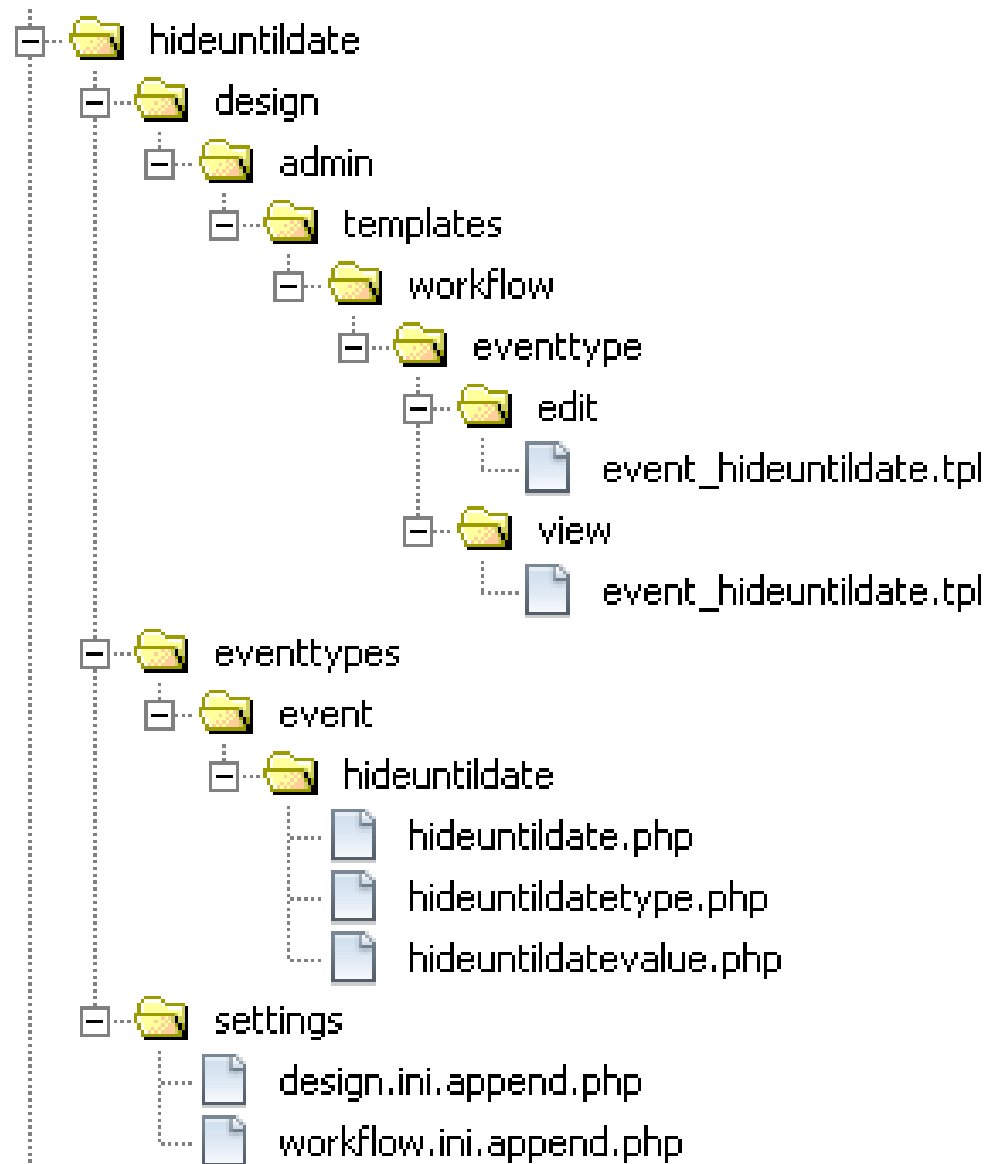 hideuntildate
design
admin
templates
workflow
eventtype
edit
event_hideuntildate.tpl
view
event_hideuntildate.tpl
eventtypes
event
hideuntildate
hideuntildate.php
hideuntildatetype.php
hideuntildatevalue.php
settings
design.ini.append.php
workflow.ini.append.php